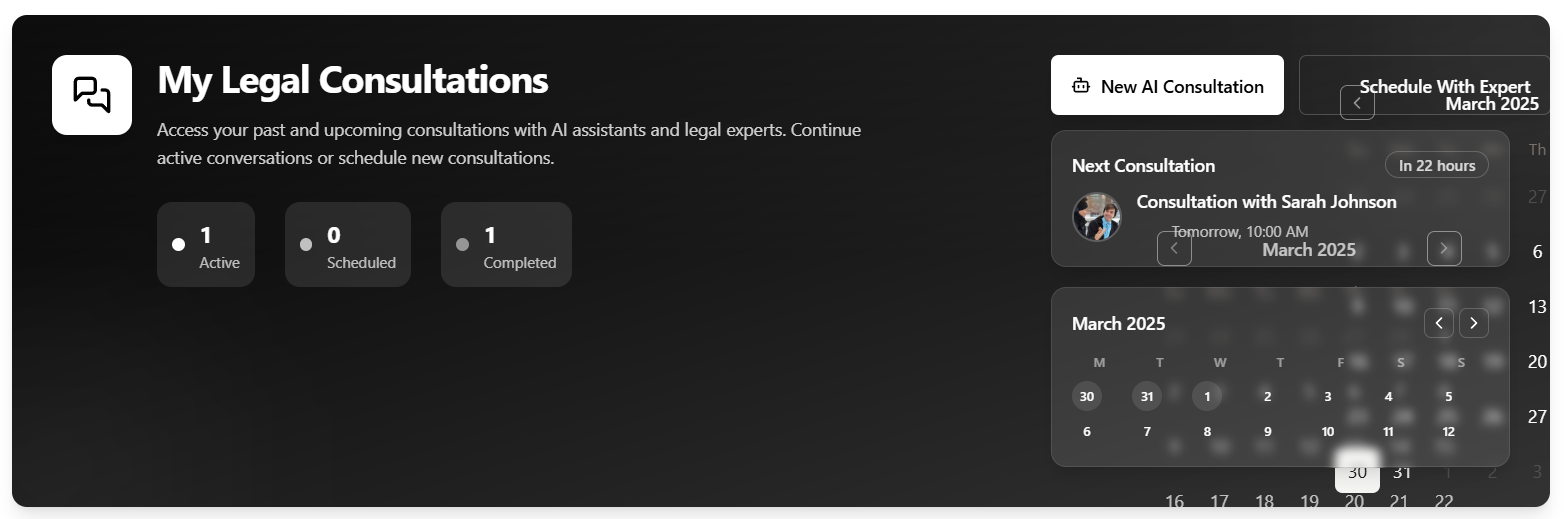 My Legal Consultations
Access your past and upcoming consultations with AI assistants and legal experts. Continue
active conversations or schedule new consultations.
1
Active
0
Scheduled
1
Completed
New AI Consultation
Schedule With Expert
March 2025
Th
27
6
13
20
27
Next Consultation
In 22 hours
Consultation with Sarah Johnson
Tomorrow, 10:00 AM
March 2025
March 2025
M T W T F S S
30 31 1 2 3 4 5
6 7 8 9 10 11 12
30 31 1 2 3
16 17 18 19 20 21 22